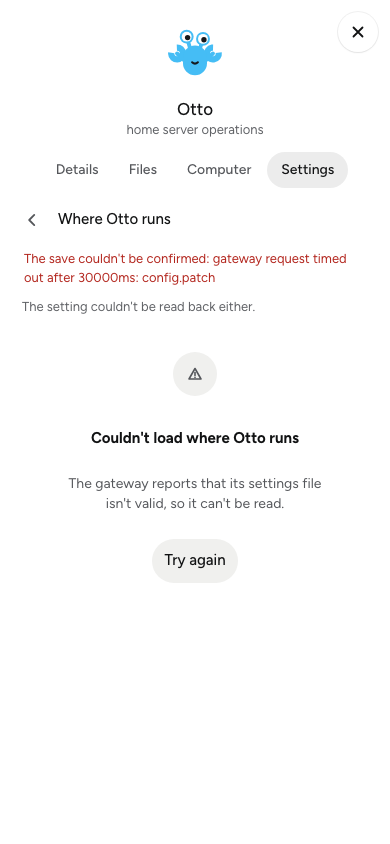 Otto
home server operations
Details Files Computer Settings
Where Otto runs
The save couldn't be confirmed: gateway request timed
out after 30000ms: config.patch
The setting couldn't be read back either.
Couldn't load where Otto runs
The gateway reports that its settings file
isn't valid, so it can't be read.
Try again